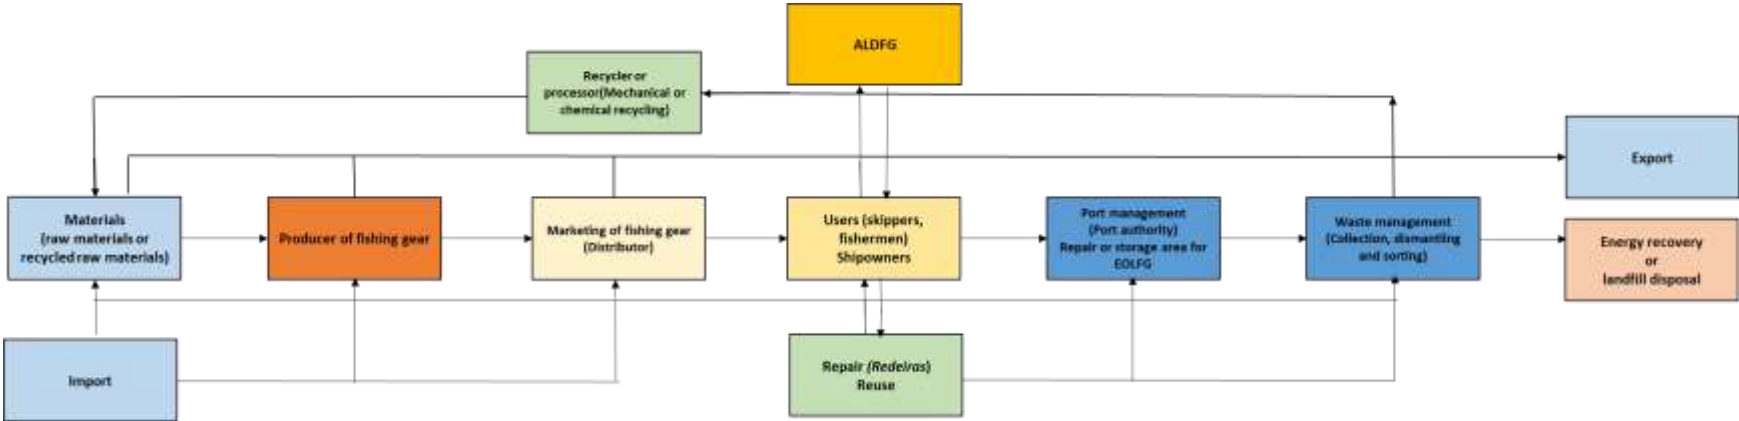 ALDFG
Recycler or
processor(Mechanical or
chemical recycling)
Export
Materials
(raw materials or
recycled raw materials)
Producer of fishing gear
Marketing of fishing gear
(Distributor)
Users (skippers,
fishermen)
Shipowners
Port management
(Port authority)
Repair or storage area for
EOLFG
Waste management
(Collection, dismantling
and sorting)
Energy recovery
or
landfill disposal
Import
Repair (Redeiras)
Reuse